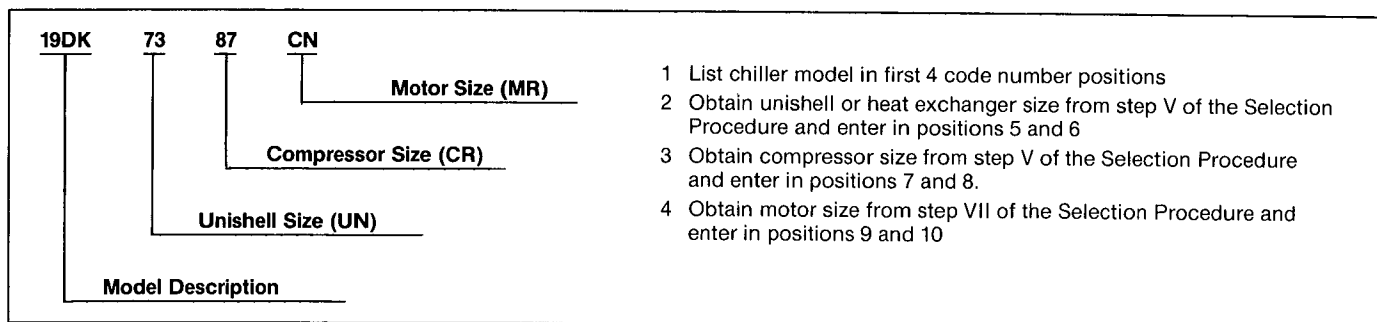 19DK 73 87 CN
Motor Size (MR)
Compressor Size (CR)
Unishell Size (UN)
Model Description
1 List chiller model in first 4 code number positions
2 Obtain unishell or heat exchanger size from step V of the Selection
Procedure and enter in positions 5 and 6
3 Obtain compressor size from step V of the Selection Procedure
and enter in positions 7 and 8.
4 Obtain motor size from step VII of the Selection Procedure and
enter in positions 9 and 10